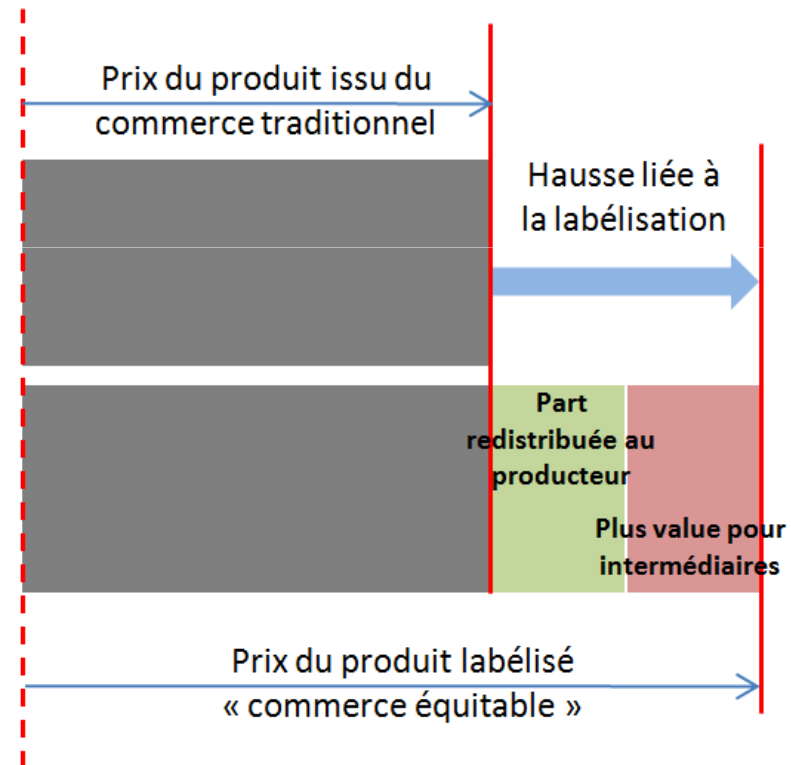 Prix du produit issu du
commerce traditionnel
Hausse liée à
la labélisation
Part
redistribuée au
producteur
Plus value pour
intermédiaires
Prix du produit labélisé
« commerce équitable »